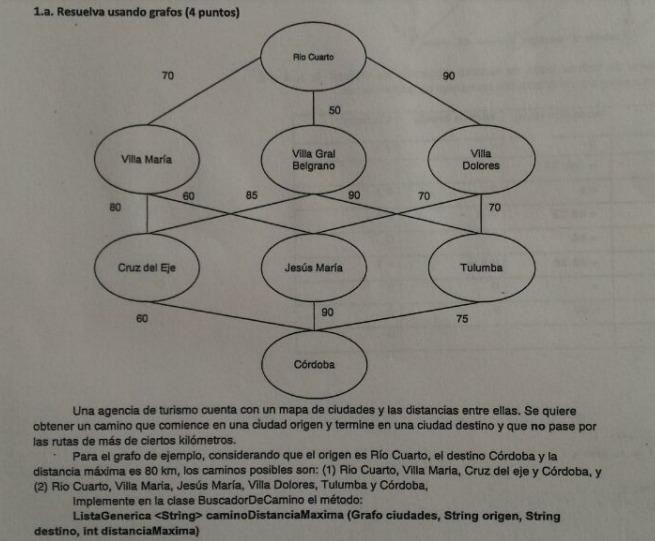 1.a. Resuelva usando grafos (4 puntos)
Rio Cuarto
70
90
50
Villa María
Villa Gral
Belgrano
Villa
Dolores
80
60
85
90
70
70
Cruz del Eje
Jesús María
Tulumba
60
90
75
Córdoba
Una agencia de turismo cuenta con un mapa de ciudades y las distancias entre ellas. Se quiere
obtener un camino que comience en una ciudad origen y termine en una ciudad destino y que no pase por
las rutas de más de ciertos kilómetros.
Para el grafo de ejemplo, considerando que el origen es Río Cuarto, el destino Córdoba y la
distancia máxima es 80 km, los caminos posibles son: (1) Rio Cuarto, Villa Maria, Cruz del eje y Córdoba, y
(2) Rio Cuarto, Villa Maria, Jesús María, Villa Dolores, Tulumba y Córdoba,
Implemente en la clase BuscadorDeCamino el método:
ListaGenerica <String> caminoDistanciaMaxima (Grafo ciudades, String origen, String
destino, int distanciaMaxima)